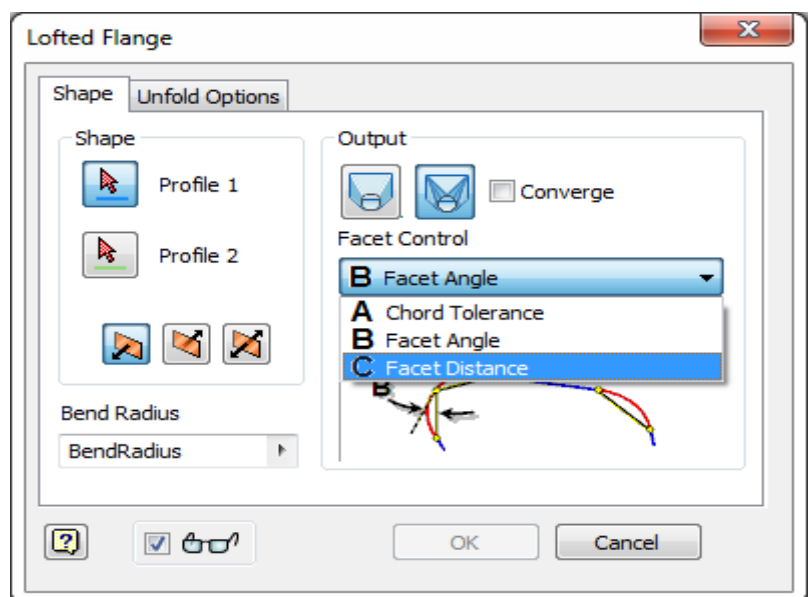 Lofted Flange
Shape
Unfold Options
Shape
Profile 1
Profile 2
Bend Radius
BendRadius
Output
Converge
Facet Control
B Facet Angle
A Chord Tolerance
B Facet Angle
C Facet Distance
B
?
OK
Cancel